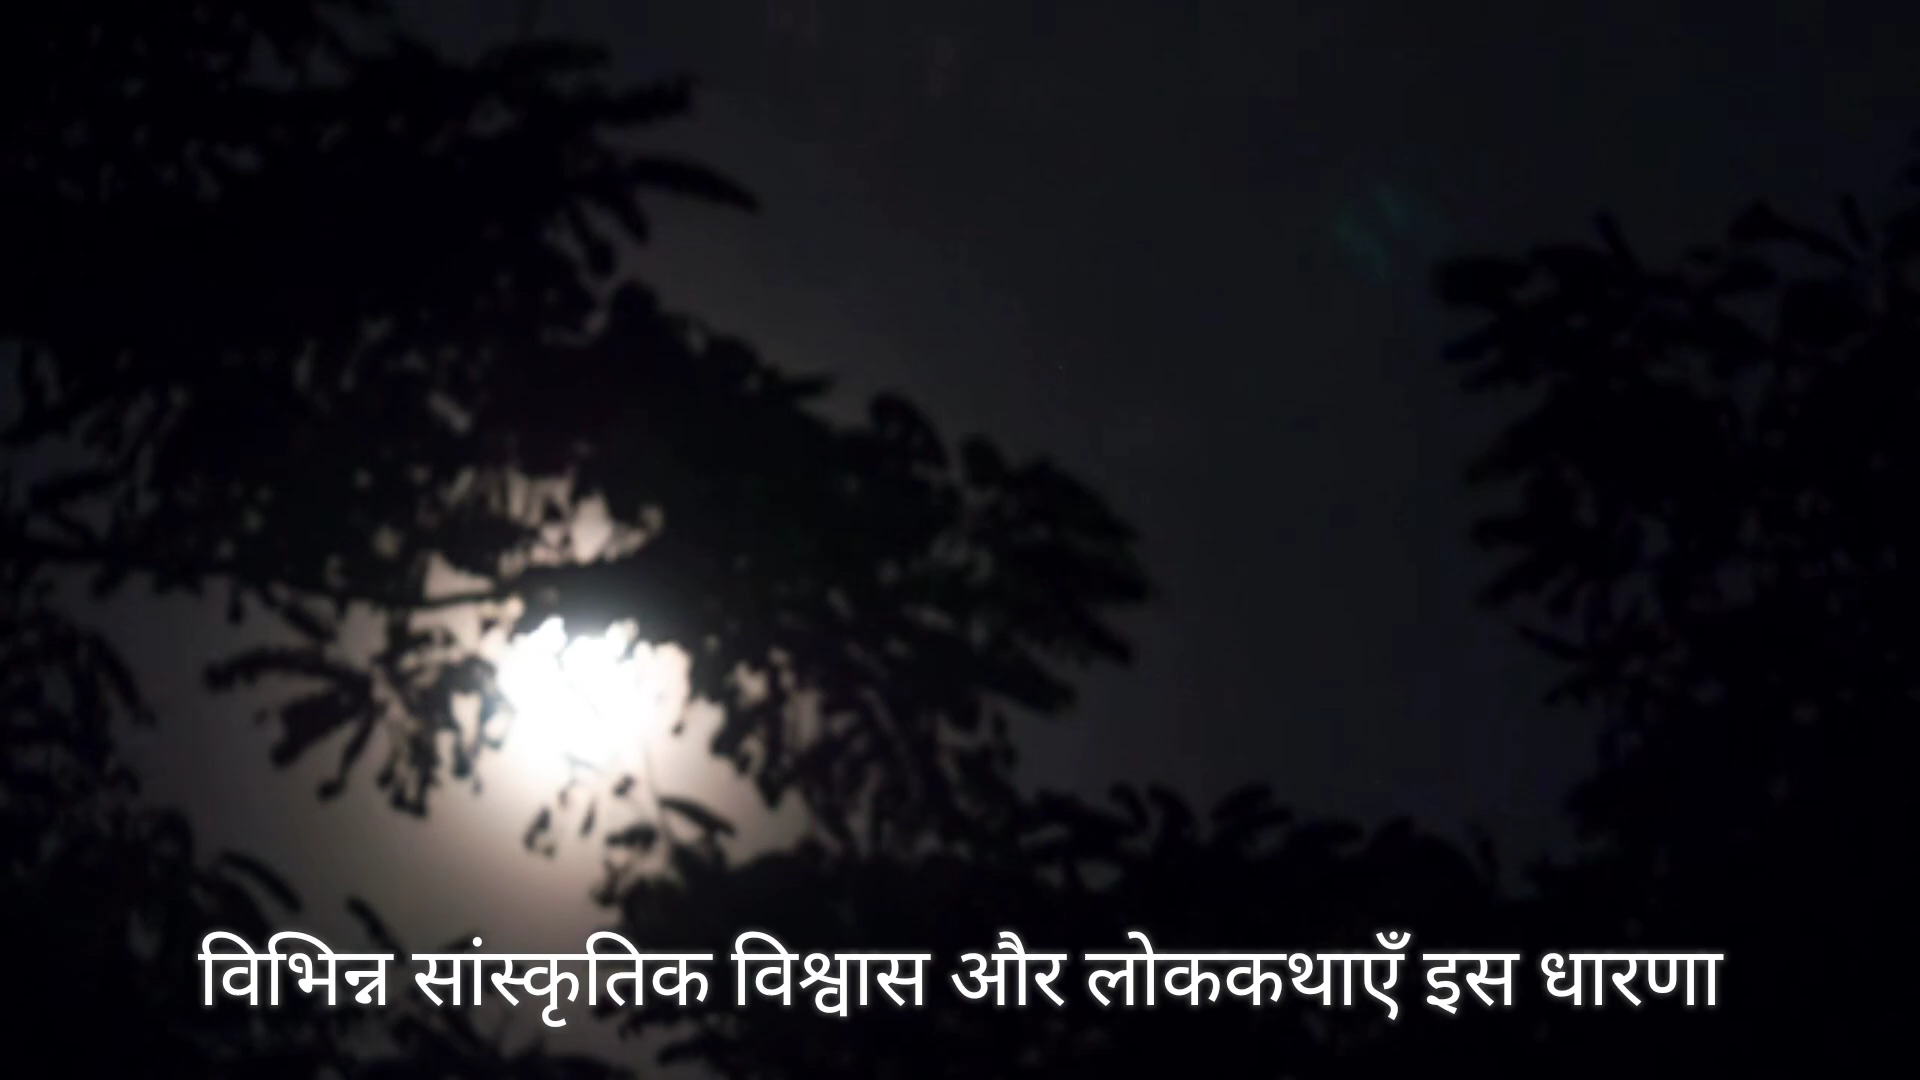 विभिन्न सांस्कृतिक विश्वास और लोककथाएँ इस धारणा